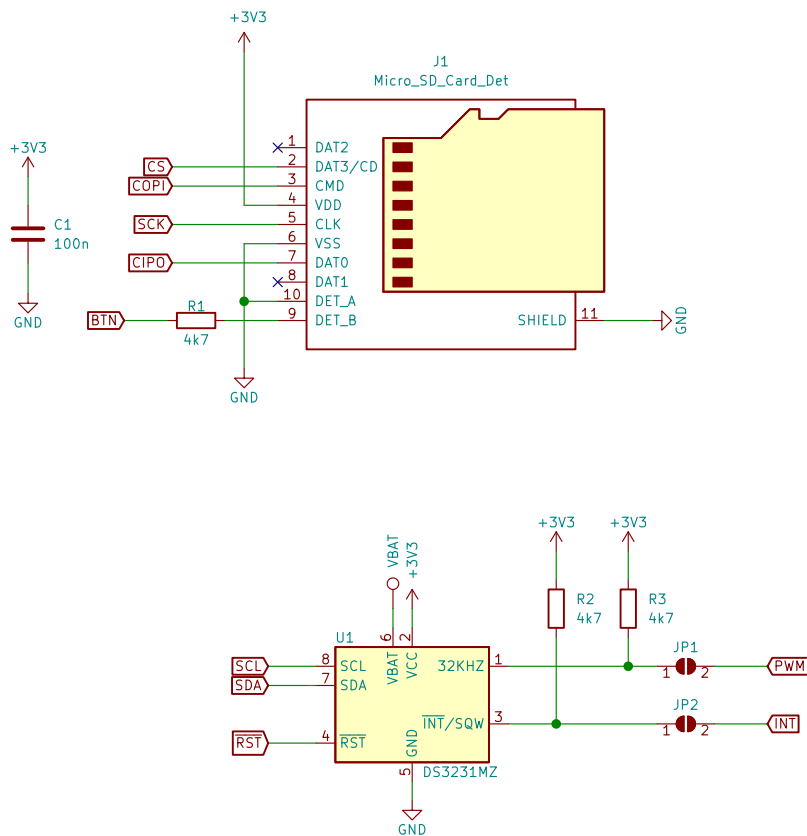 +3V3
J1
Micro_SD_Card_Det
+3V3
C1
100n
GND
1 DAT2
CS 2 DAT3/CD
COPI 3 CMD
4 VDD
SCK 5 CLK
6 VSS
CIPO 7 DAT0
8 DAT1
10 DET_A
BTN R1 9 DET_B
4k7
SHIELD 11 GND
GND
+3V3 +3V3
VBAT +3V3
R2
4k7
R3
4k7
U1
6 2
VBAT VCC
SCL 8 SCL
SDA 7 SDA
RST 4 RST
32KHZ 1
JP1
1 2 PWM
INT/SQW 3
JP2
1 2 INT
GND
5
DS3231MZ
GND